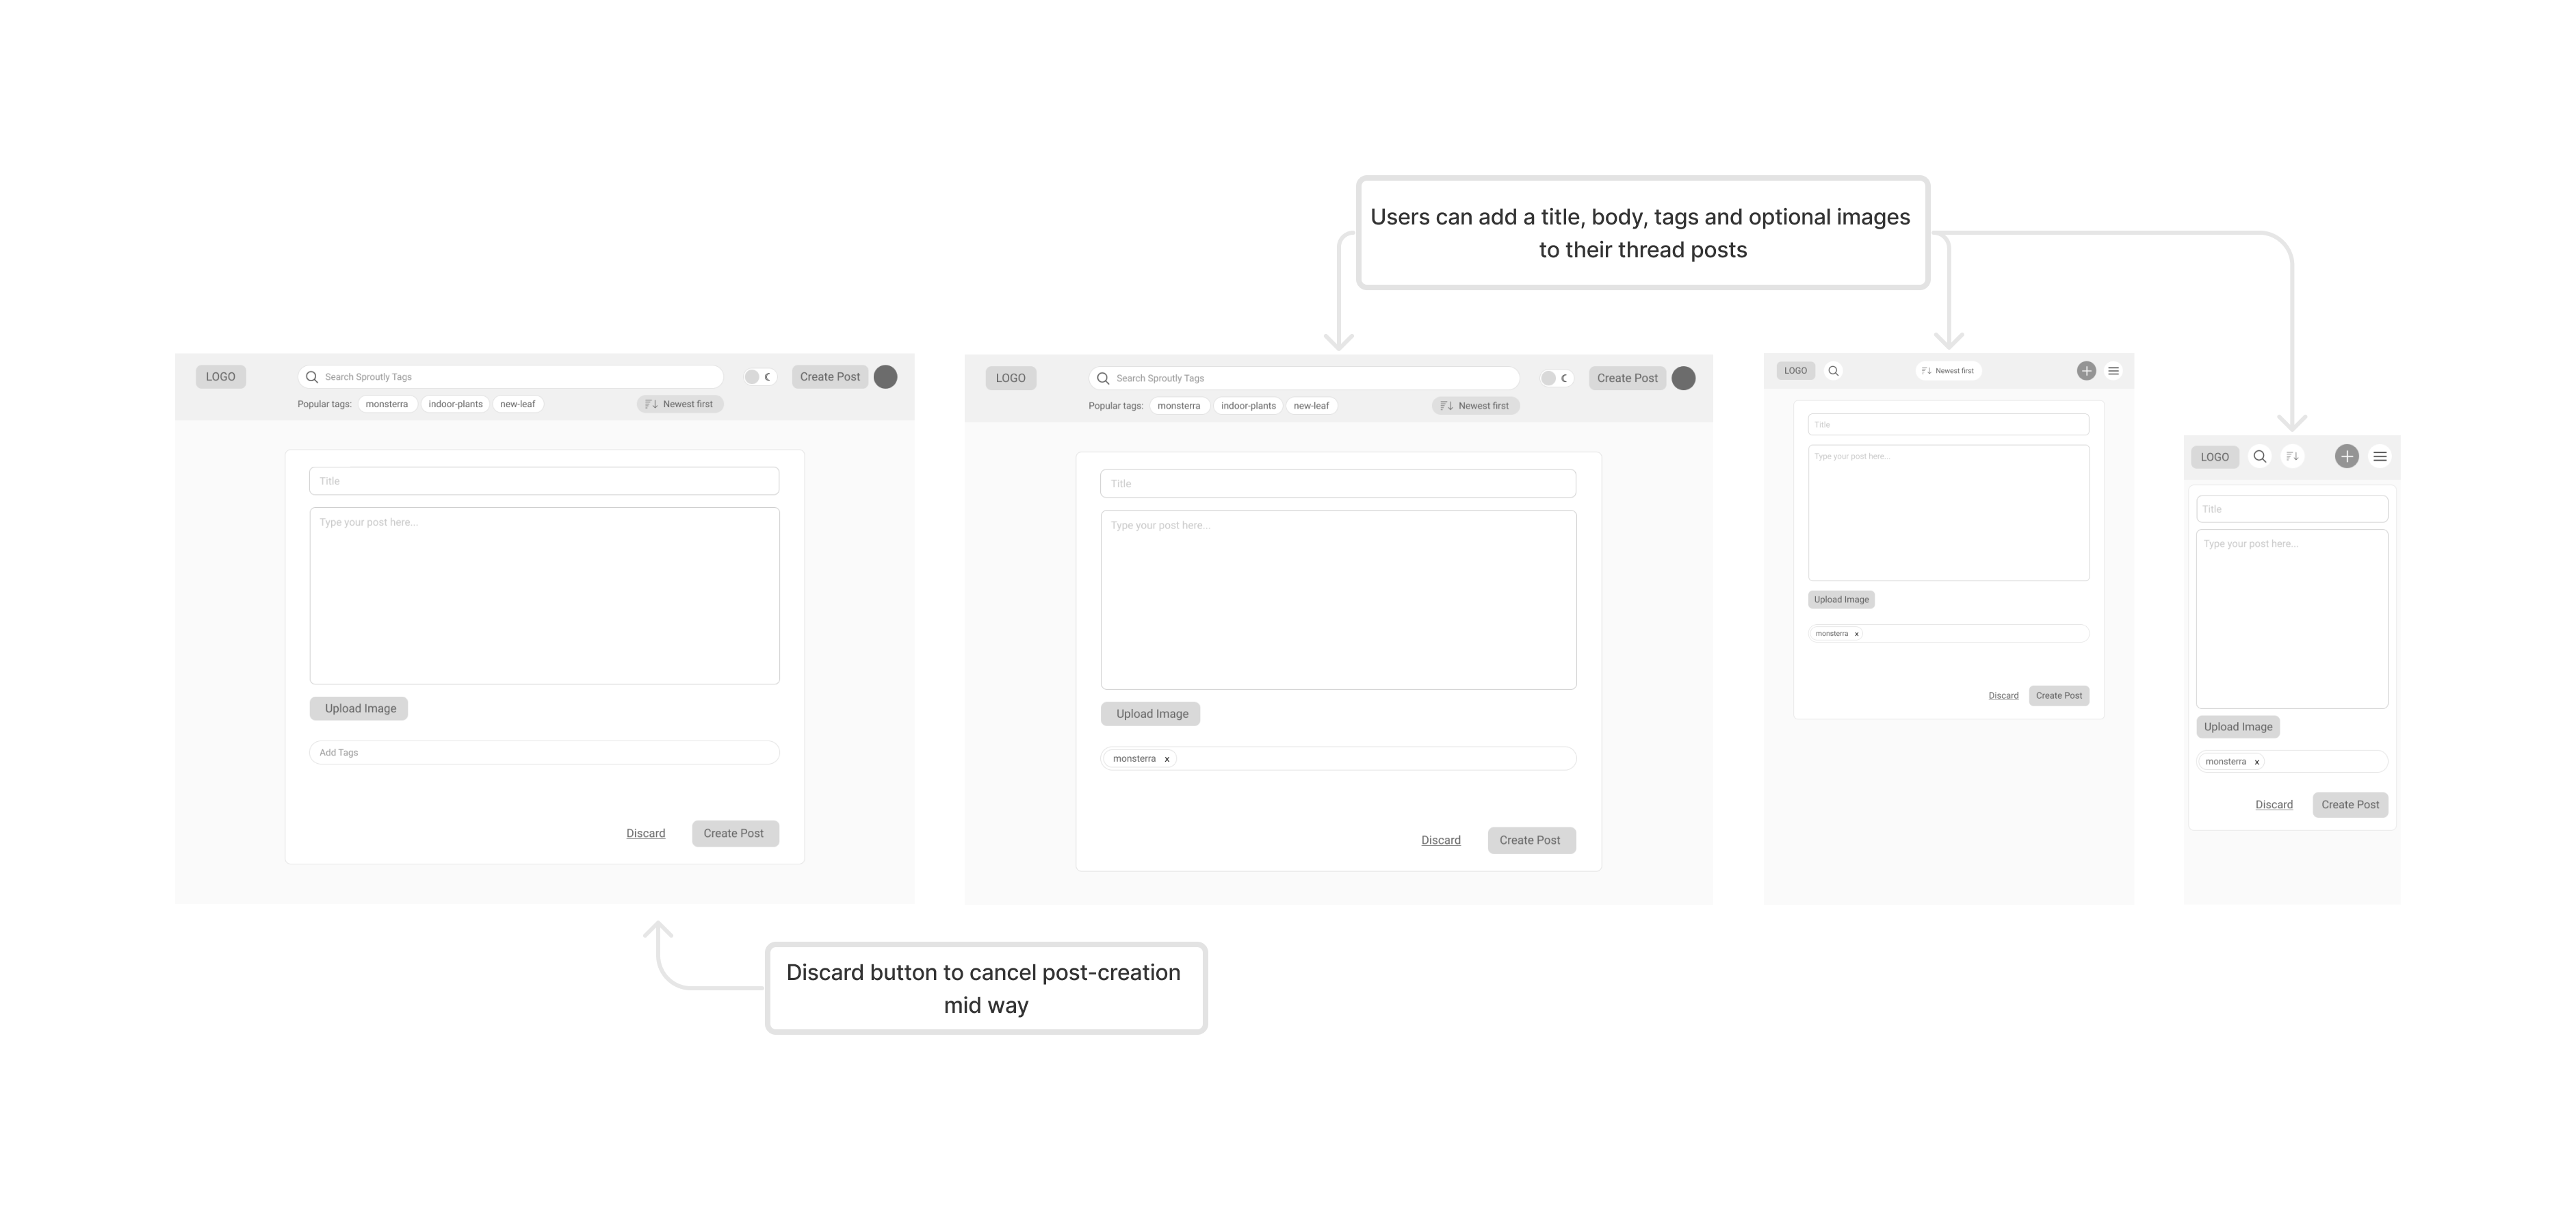 Users can add a title, body, tags and optional images
to their thread posts
LOGO
Search Sproutly Tags
Create Post
Popular tags: monsterra indoor-plants new-leaf
Newest first
Title
Type your post here...
Upload Image
Add Tags
Discard
Create Post
LOGO
Search Sproutly Tags
Create Post
Popular tags: monsterra indoor-plants new-leaf
Newest first
Title
Type your post here...
Upload Image
monsterra x
Discard
Create Post
LOGO
Newest first
Title
Type your post here...
Upload Image
monsterra x
Discard
Create Post
LOGO
Title
Type your post here...
Upload Image
monsterra x
Discard
Create Post
Discard button to cancel post-creation
mid way